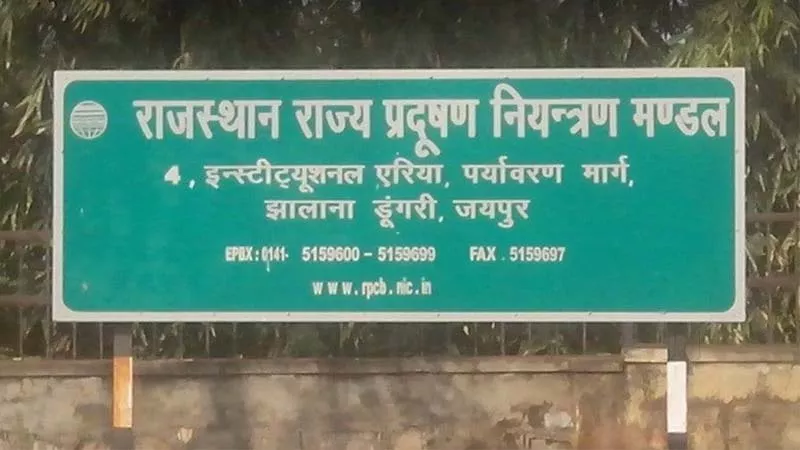 राजस्थान राज्य प्रदूषण नियन्त्रण मण्डल
4, इन्स्टीट्यूशनल एरिया, पर्यावरण मार्ग,
झालाना डूंगरी, जयपुर
EPBX : 0141- 5159600 – 5159699 FAX . 5159697
www.rpcb.nic.in